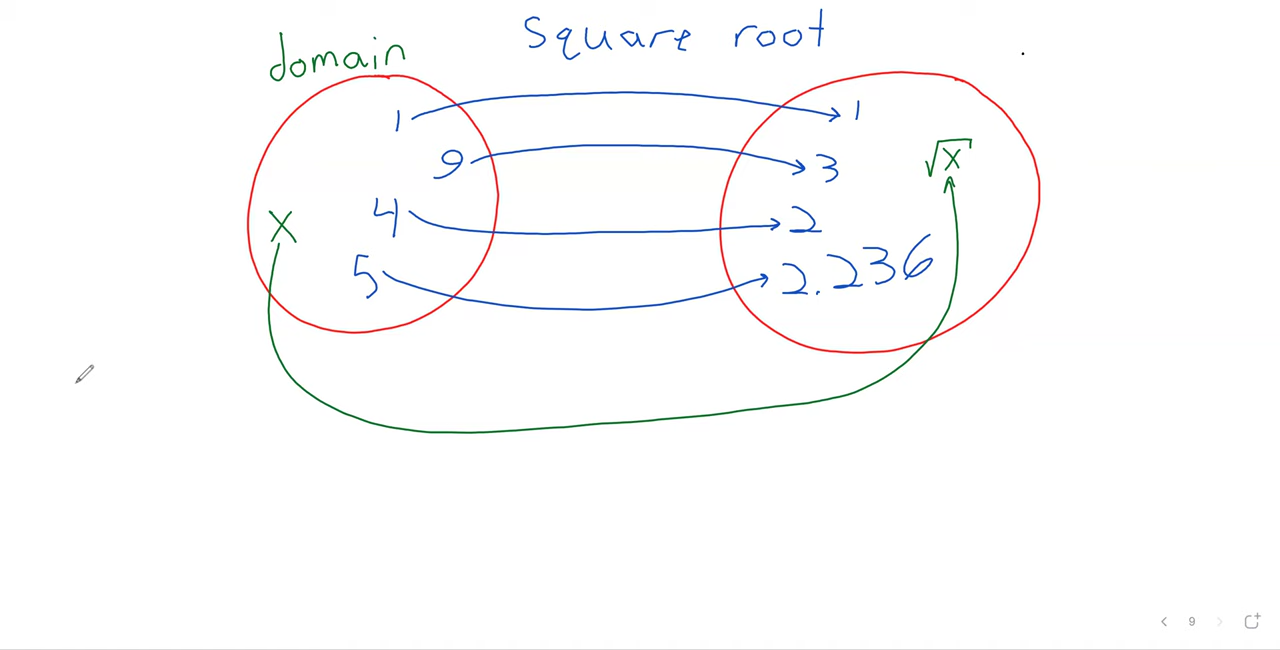 Square root
domain
1 1
9 3 √x
x 4 2
5 2.236
9